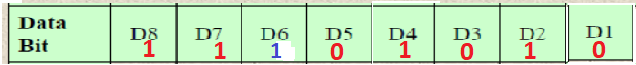 Data Bit D8 D7 D6 D5 D4 D3 D2 D1
1 1 1 0 1 0 1 0